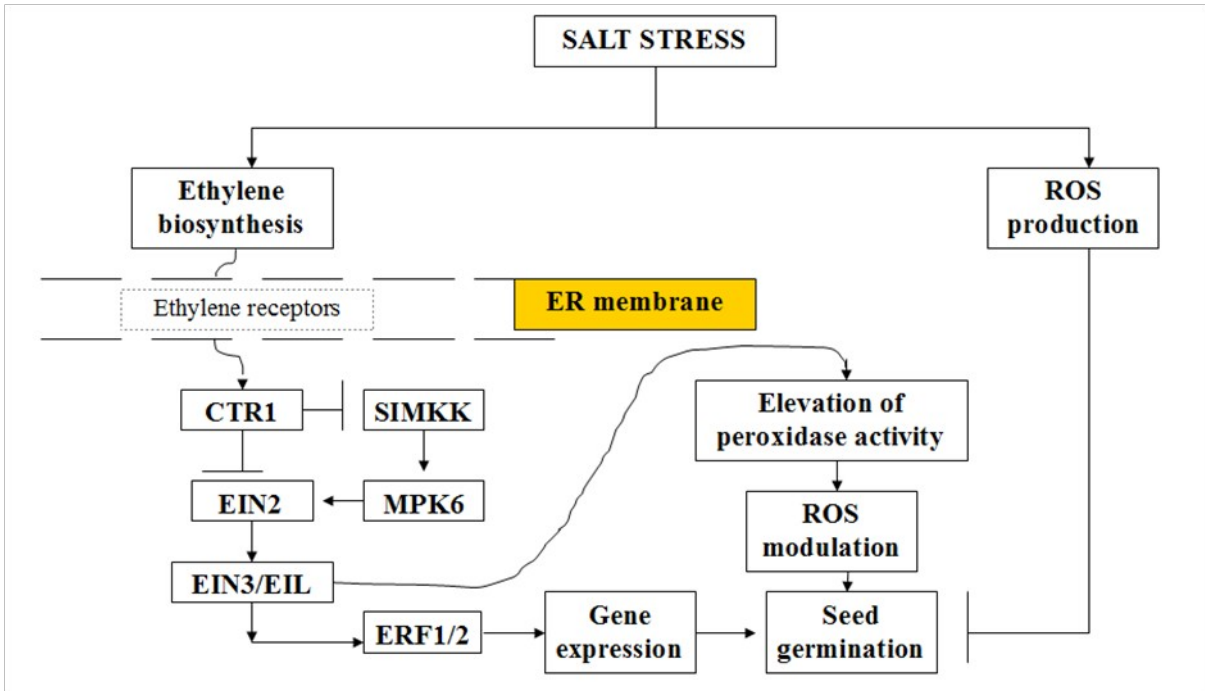 SALT STRESS
Ethylene
biosynthesis
ROS
production
Ethylene receptors
ER membrane
CTR1
SIMKK
Elevation of
peroxidase activity
EIN2
MPK6
ROS
modulation
EIN3/EIL
ERF1/2
Gene
expression
Seed
germination